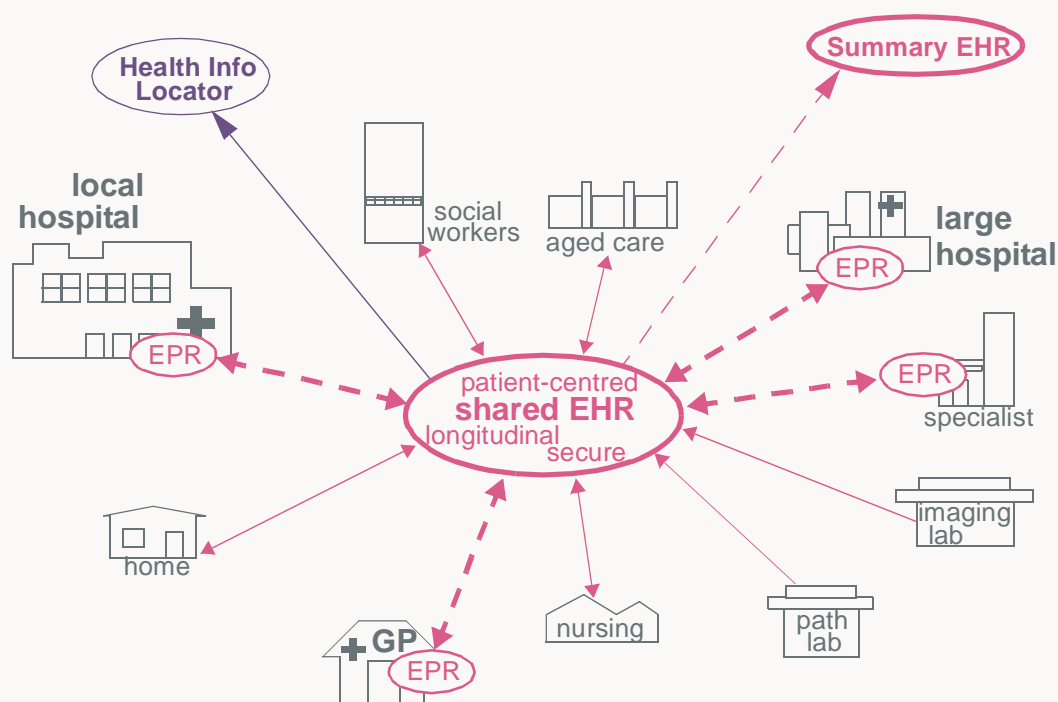 Summary EHR
Health Info
Locator
local
hospital
social
workers
aged care
large
hospital
EPR
EPR
EPR
specialist
patient-centred
shared EHR
longitudinal
secure
imaging
lab
home
nursing
path
lab
GP
EPR